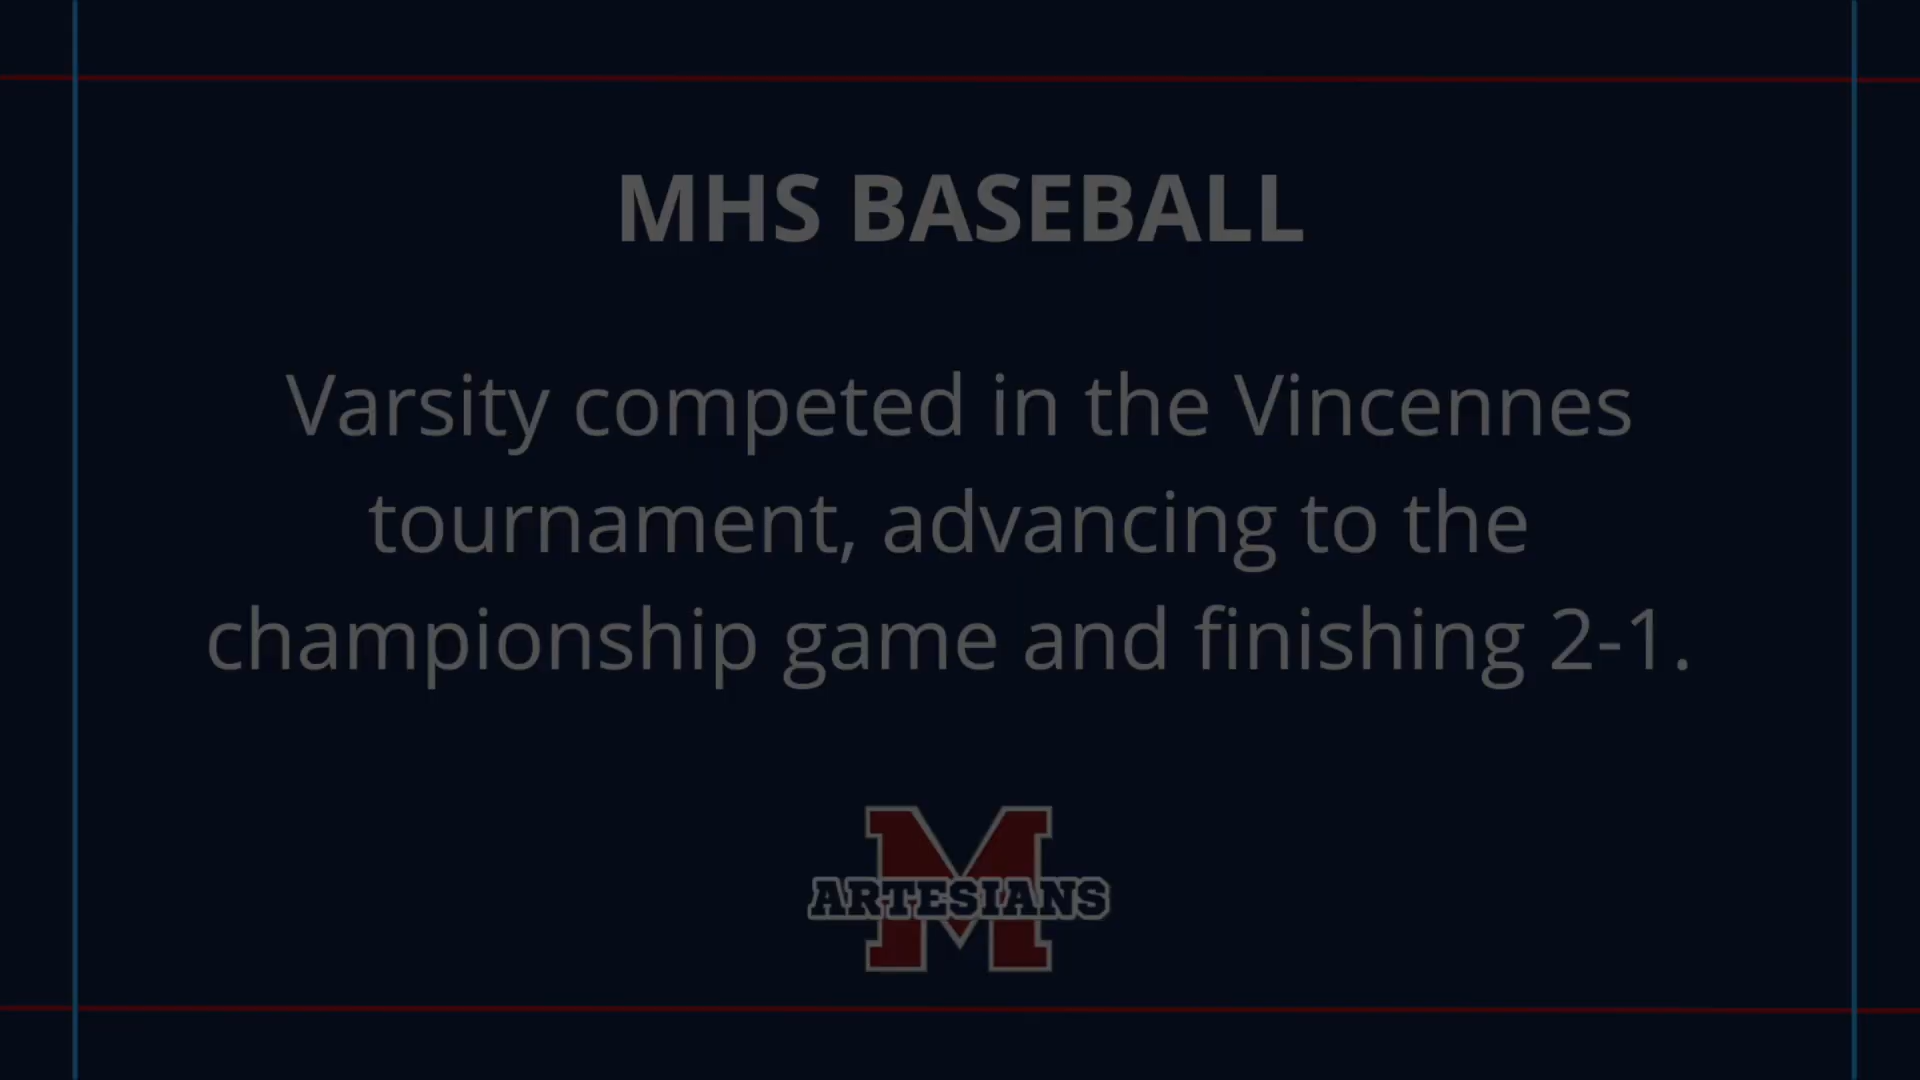 MHS BASEBALL
Varsity competed in the Vincennes
tournament, advancing to the
championship game and finishing 2-1.
M
ARTESIANS